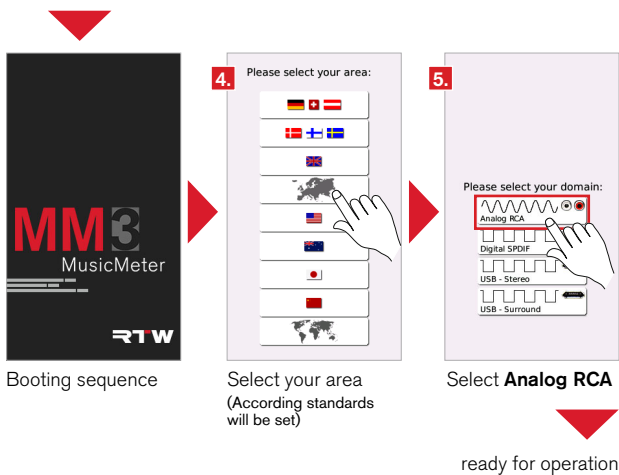 MM3
MusicMeter
RTW
Booting sequence
4.
Please select your area:
Select your area
(According standards
will be set)
5.
Please select your domain:
Analog RCA
Digital SPDIF
USB - Stereo
USB - Surround
Select Analog RCA
ready for operation